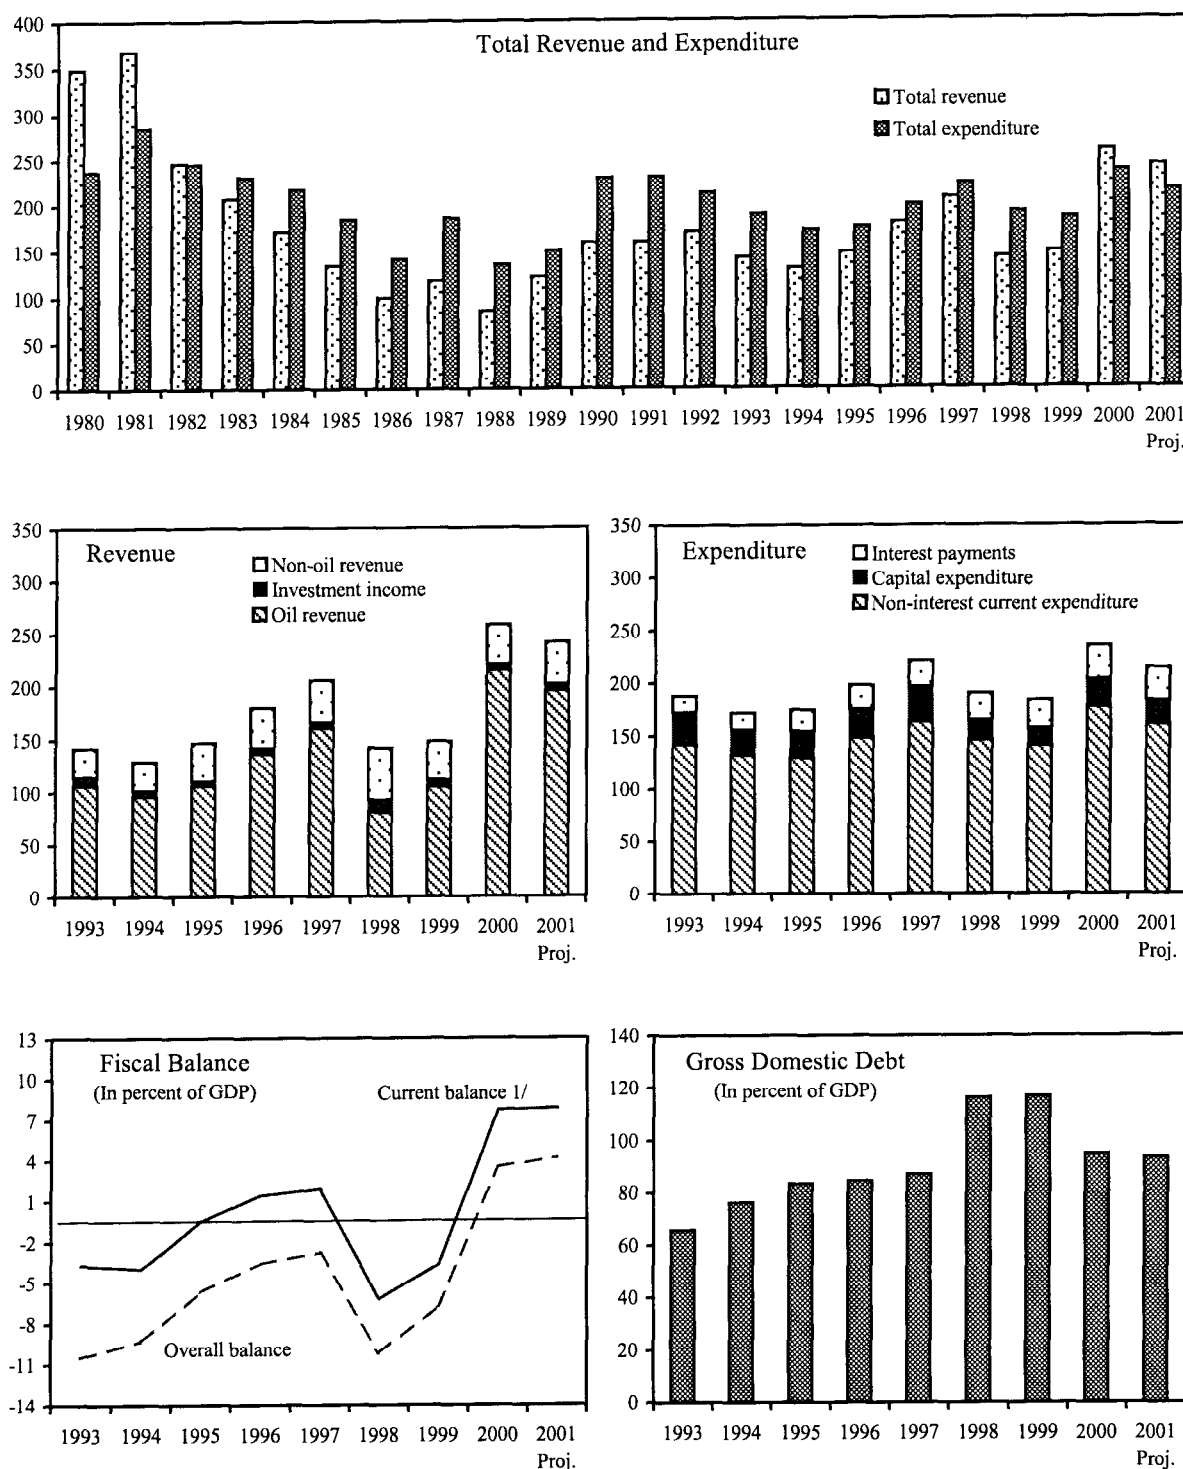 Total Revenue and Expenditure
Total revenue
Total expenditure
400
350
300
250
200
150
100
50
0
1980 1981 1982 1983 1984 1985 1986 1987 1988 1989 1990 1991 1992 1993 1994 1995 1996 1997 1998 1999 2000 2001
Proj.
Revenue
Non-oil revenue
Investment income
Oil revenue
350
300
250
200
150
100
50
0
1993 1994 1995 1996 1997 1998 1999 2000 2001
Proj.
Expenditure
Interest payments
Capital expenditure
Non-interest current expenditure
350
300
250
200
150
100
50
0
1993 1994 1995 1996 1997 1998 1999 2000 2001
Proj.
Fiscal Balance
(In percent of GDP)
Current balance 1/
Overall balance
13
10
7
4
1
-2
-5
-8
-11
-14
1993 1994 1995 1996 1997 1998 1999 2000 2001
Proj.
Gross Domestic Debt
(In percent of GDP)
140
120
100
80
60
40
20
0
1993 1994 1995 1996 1997 1998 1999 2000 2001
Proj.